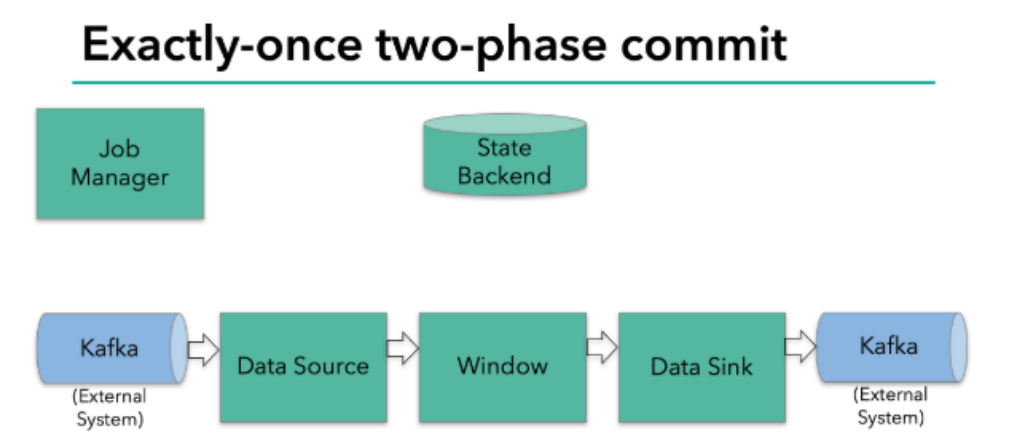 Exactly-once two-phase commit
Job
Manager
State
Backend
Kafka
(External
System)
Data Source
Window
Data Sink
Kafka
(External
System)